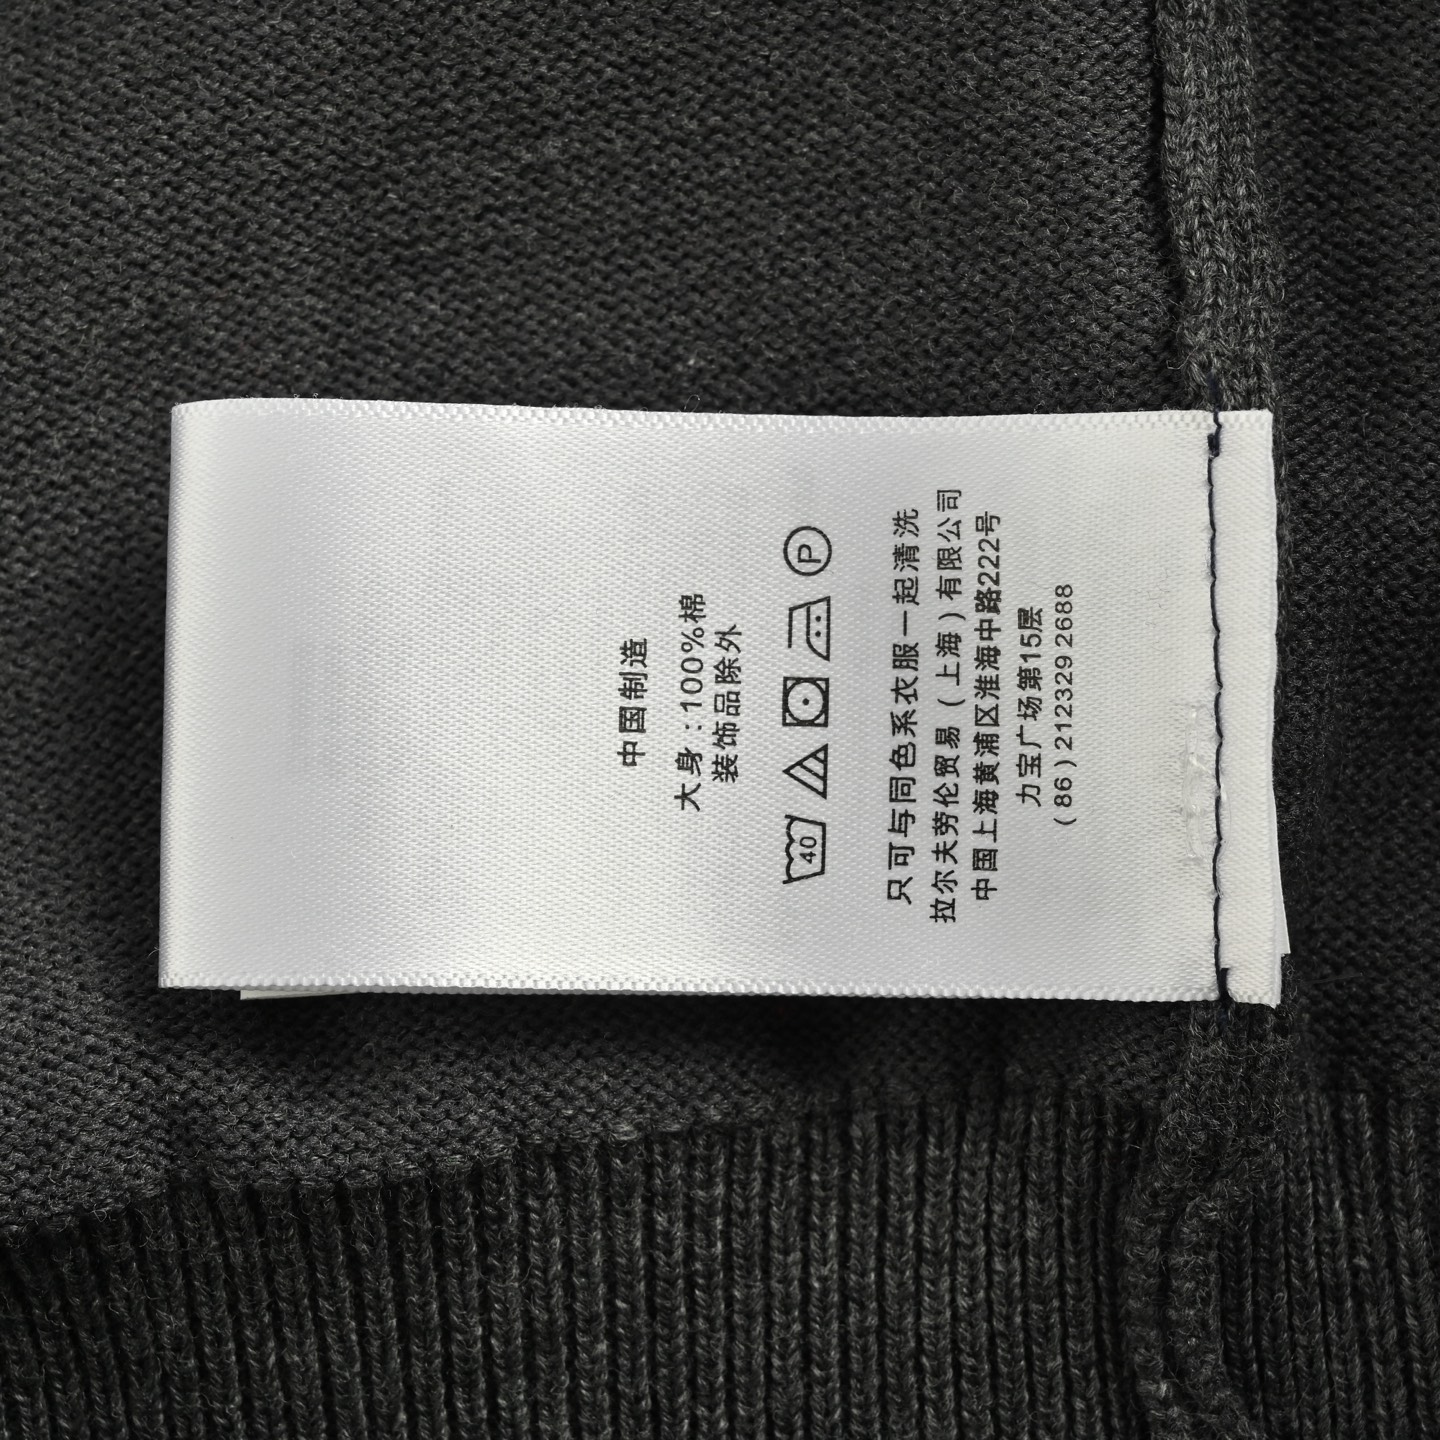 中国制造
大身:100%棉
装饰品除外
40 P
只可与同色系衣服一起清洗
拉尔夫劳伦贸易(上海)有限公司
中国上海黄浦区淮海中路222号
力宝广场第15层
(86)212329 2688